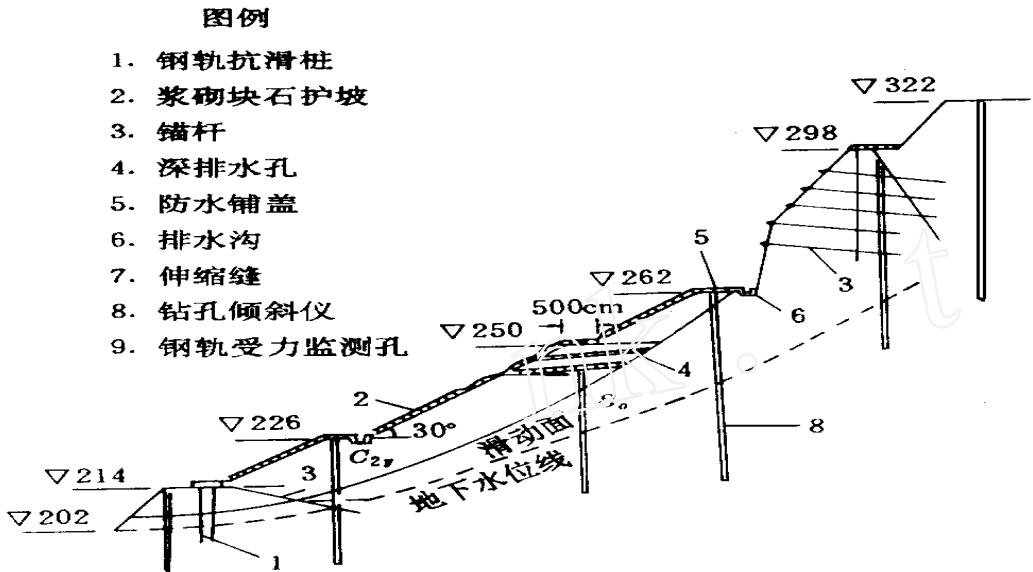 图例
1. 钢轨抗滑桩
2. 浆砌块石护坡
3. 锚杆
4. 深排水孔
5. 防水铺盖
6. 排水沟
7. 伸缩缝
8. 钻孔倾斜仪
9. 钢轨受力监测孔
▽322
▽298
5
▽262
3
500cm
6
▽250
4
2
8
▽226
30°
滑动面
C₂y
地下水位线
▽214
3
▽202
1